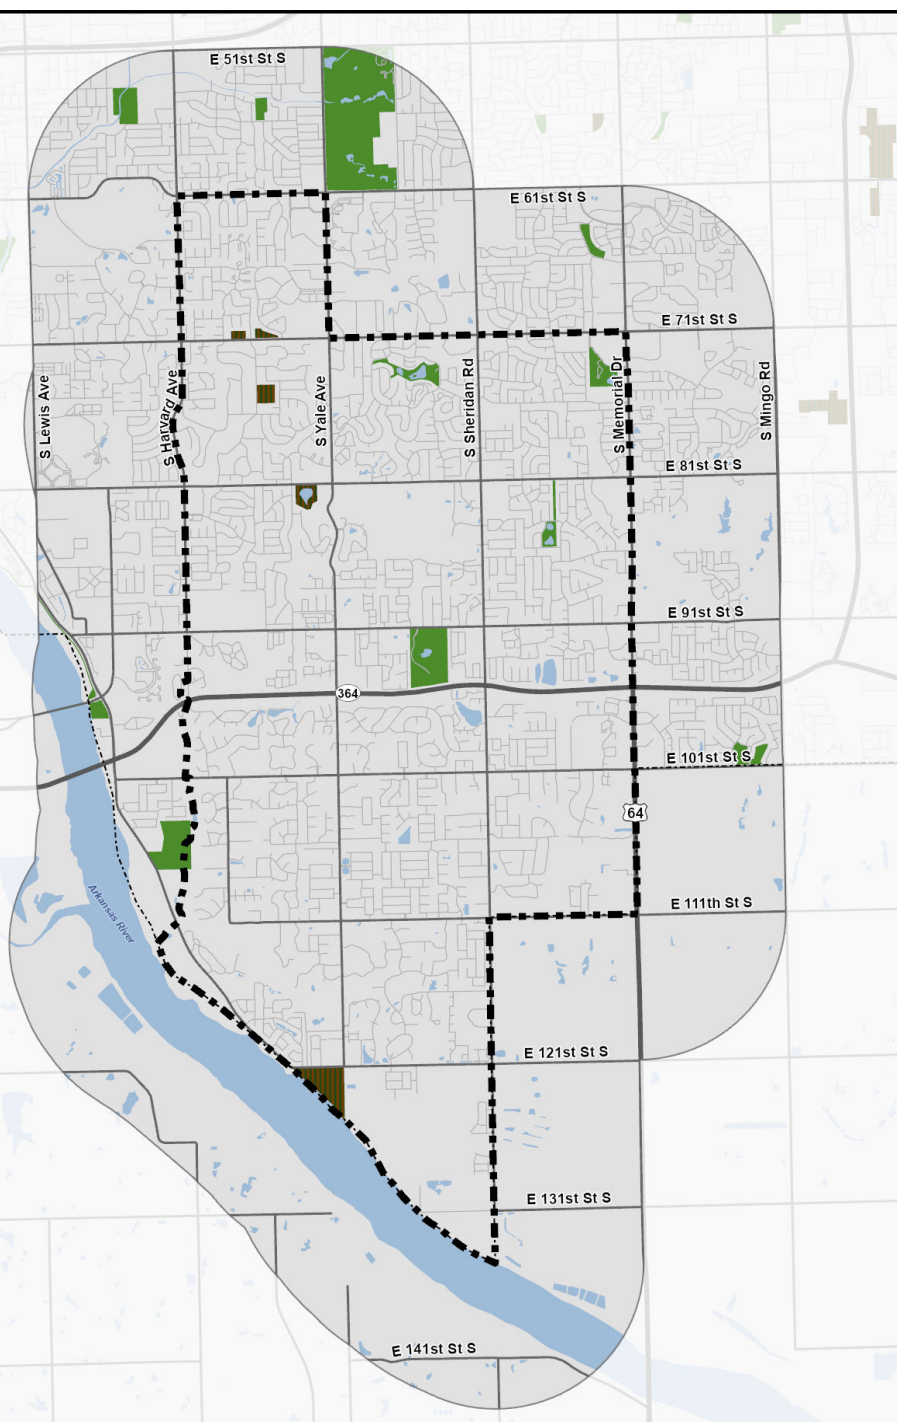 E 51st St S
E 61st St S
E 71st St S
S Lewis Ave
S Harvard Ave
S Yale Ave
S Sheridan Rd
S Memorial Dr
S Mingo Rd
E 81st St S
E 91st St S
364
E 101st St S
64
E 111th St S
Arkansas River
E 121st St S
E 131st St S
E 141st St S